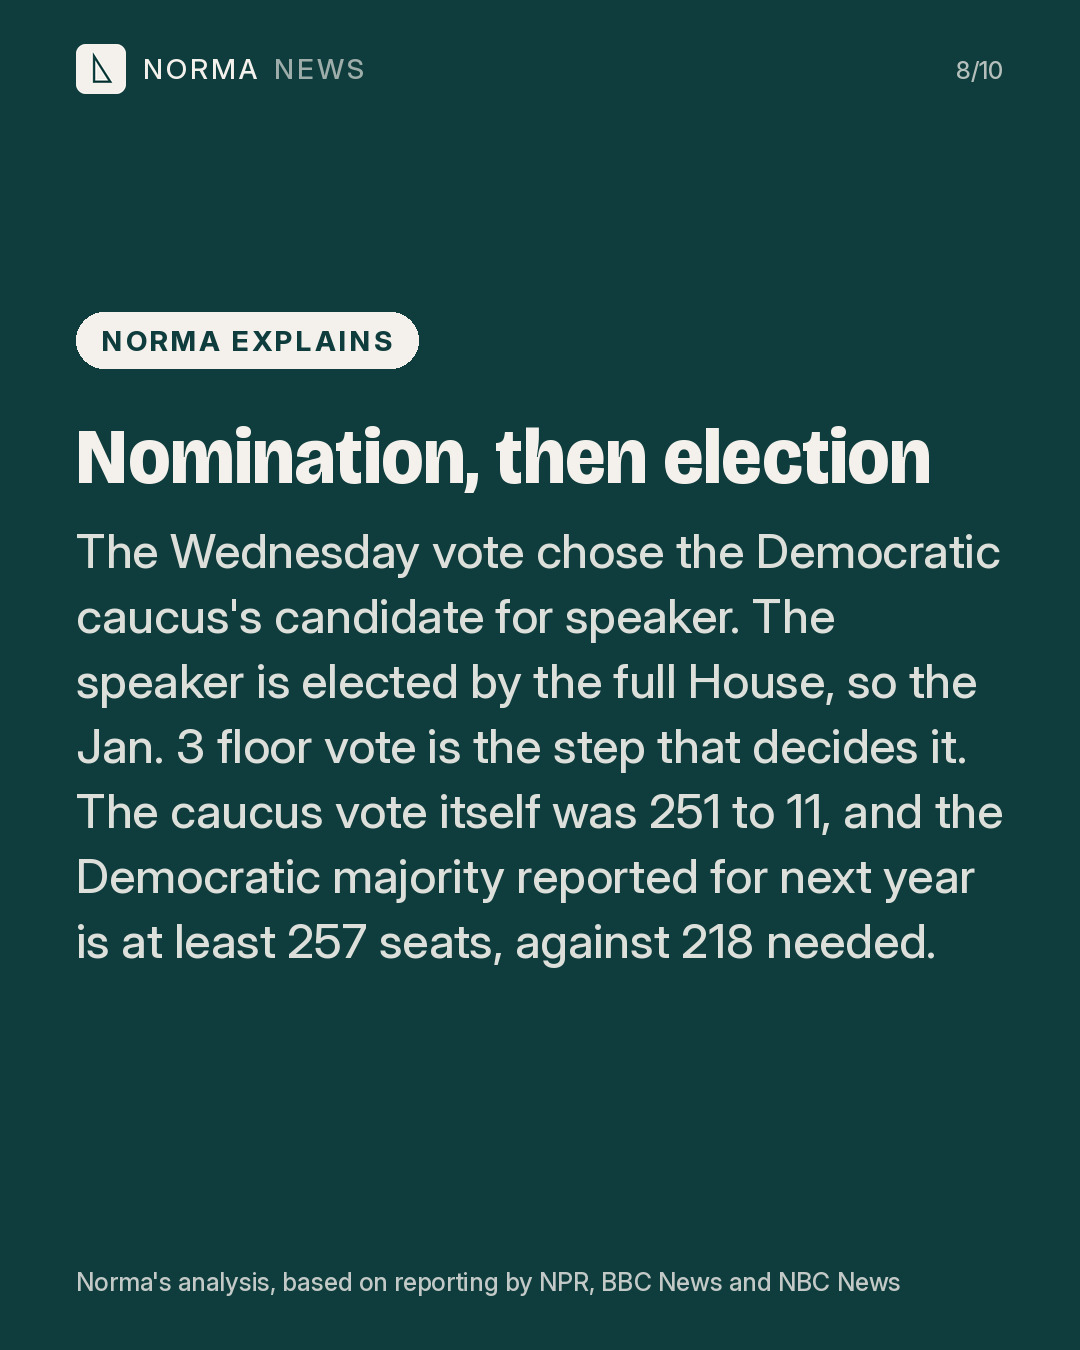 NORMA NEWS
8/10
NORMA EXPLAINS
Nomination, then election
The Wednesday vote chose the Democratic
caucus's candidate for speaker. The
speaker is elected by the full House, so the
Jan. 3 floor vote is the step that decides it.
The caucus vote itself was 251 to 11, and the
Democratic majority reported for next year
is at least 257 seats, against 218 needed.
Norma's analysis, based on reporting by NPR, BBC News and NBC News